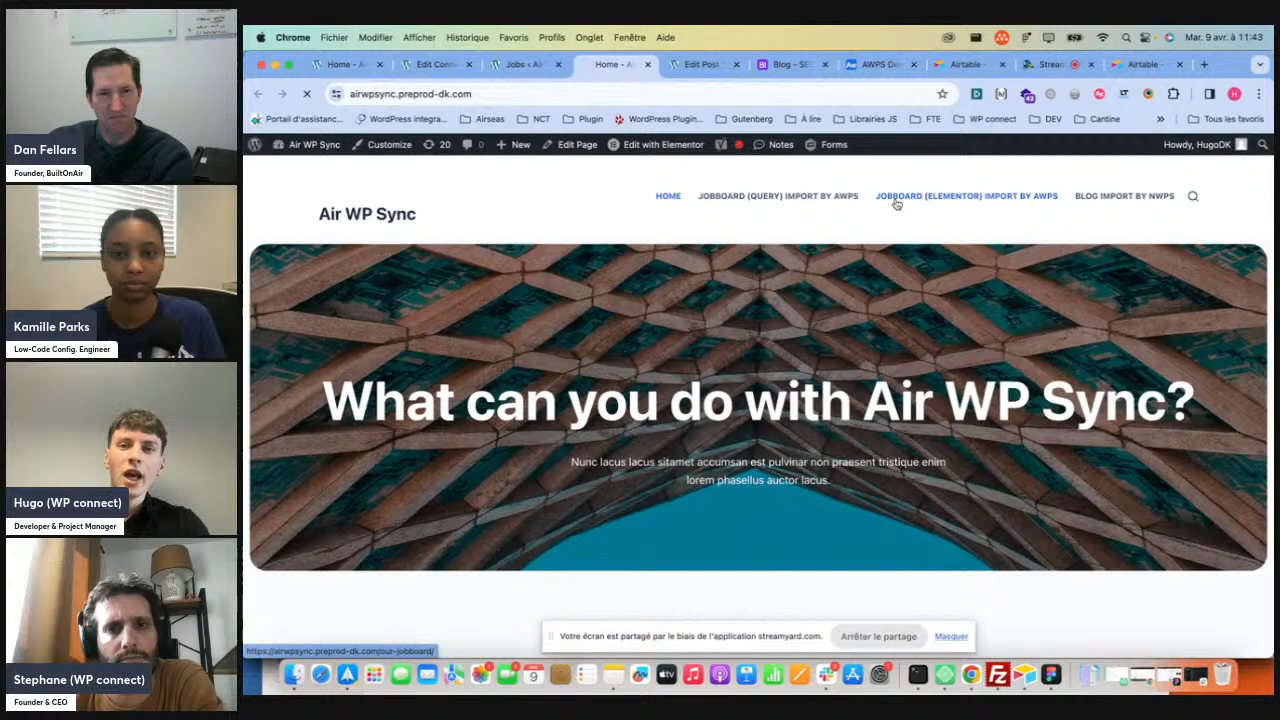 Dan Fellars
Founder, BuiltOnAir
Kamille Parks
Low-Code Config. Engineer
Hugo (WP connect)
Developer & Project Manager
Stephane (WP connect)
Founder & CEO
Chrome Fichier Modifier Afficher Historique Favoris Profils Onglet Fenêtre Aide Mar. 9 avr. à 11:43
Home - A Edit Conn Jobs < Ai Home - A Edit Post Blog - SE AWPS De Airtable - Stream Airtable -
airwpsync.preprod-dk.com
Portail d'assistanc... WordPress integra... Airseas NCT Plugin WordPress Plugin... Gutenberg À lire Librairies JS FTE WP connect DEV Cantine » Tous les favoris
Air WP Sync Customize 20 0 New Edit Page Edit with Elementor Notes Forms Howdy, HugoDK
HOME JOBBOARD (QUERY) IMPORT BY AWPS JOBBOARD (ELEMENTOR) IMPORT BY AWPS BLOG IMPORT BY NWPS
Air WP Sync
What can you do with Air WP Sync?
Nunc lacus lacus sitamet accumsan est pulvinar non praesent tristique enim
lorem phasellus auctor lacus.
Votre écran est partagé par le biais de l'application streamyard.com. Arrêter le partage Masquer
https://airwpsync.preprod-dk.com/our-jobboard/